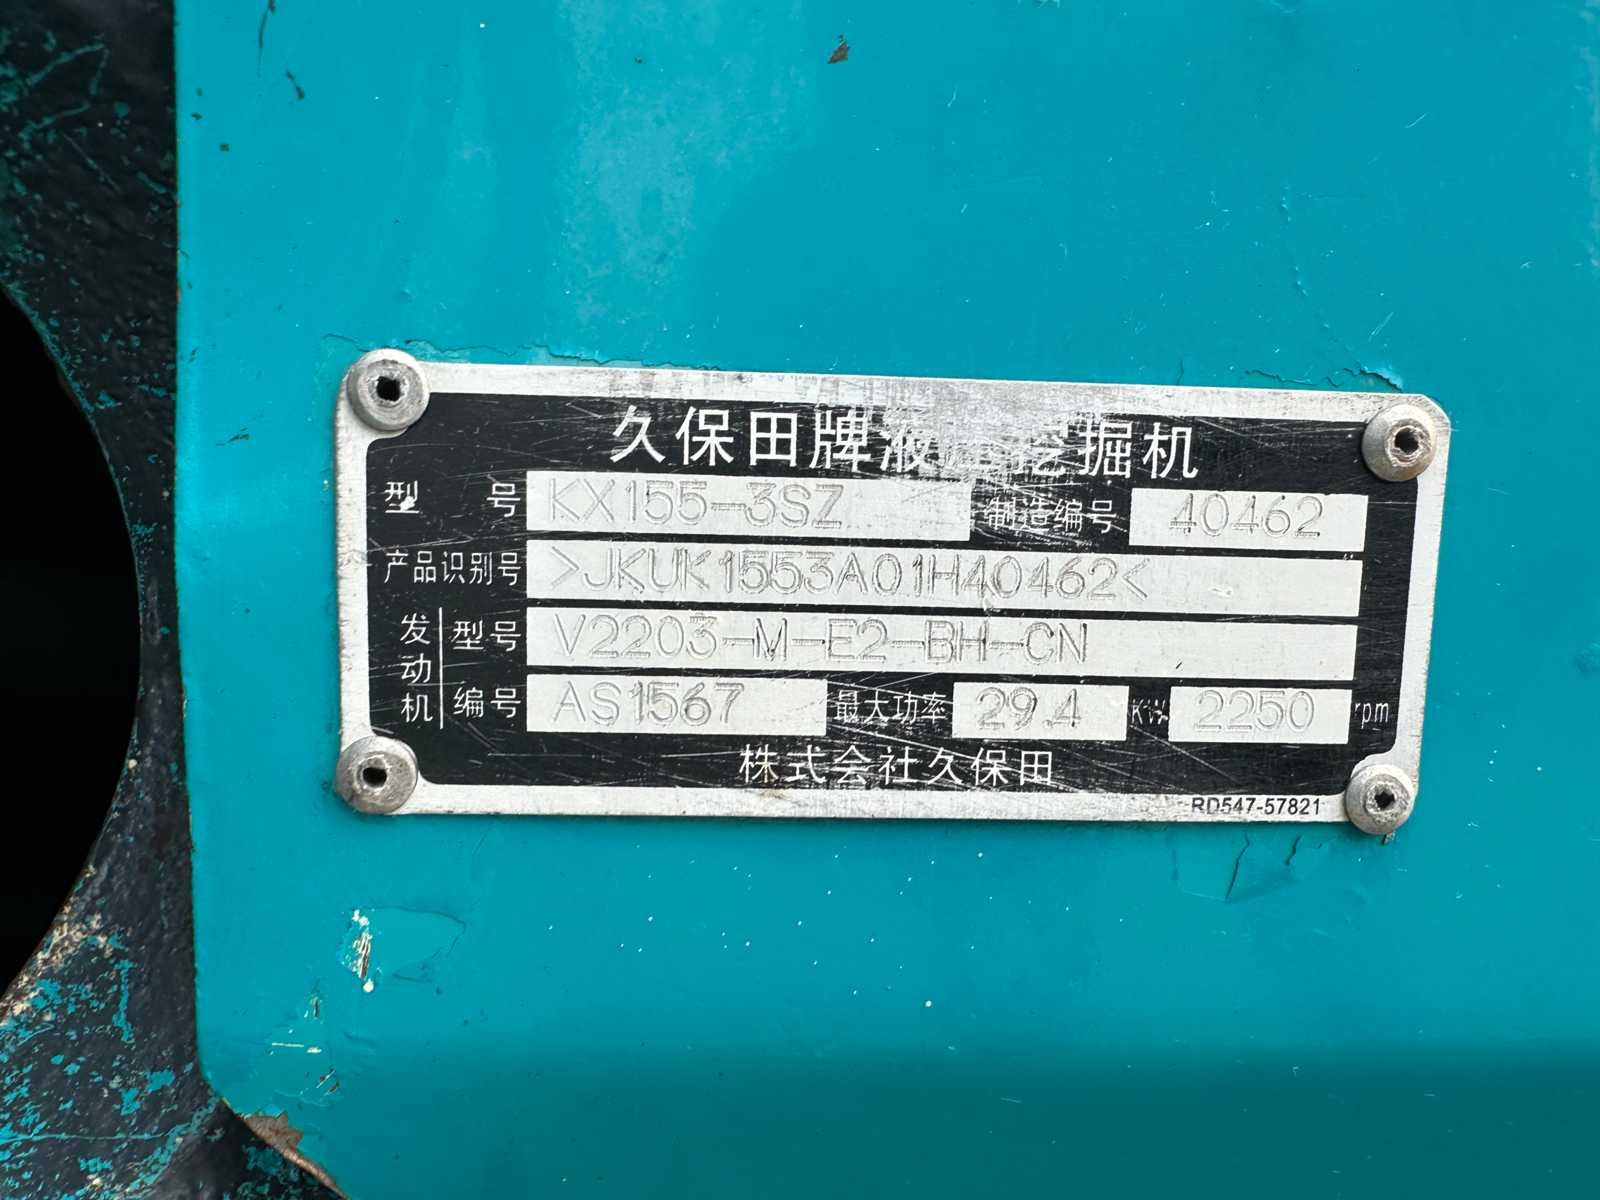 久保田牌液压挖掘机
型号 KX155-3SZ 制造编号 40462
产品识别号 >JKUK1553A01H40462<
发动机 型号 V2203-M-E2-BH-CN
编号 AS1567 最大功率 29.4 KW 2250 rpm
株式会社久保田
RD547-57821